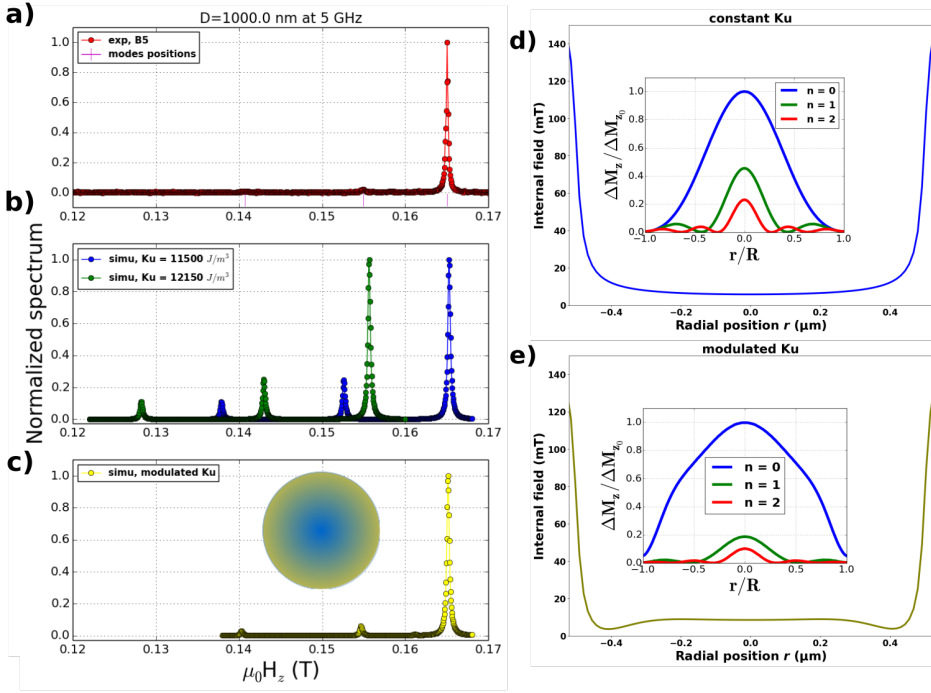 a)
D=1000.0 nm at 5 GHz
1.0
0.8
0.6
0.4
0.2
0.0
exp, B5
modes positions
0.12 0.13 0.14 0.15 0.16 0.17
b)
Normalized spectrum
1.0
0.8
0.6
0.4
0.2
0.0
simu, Ku = 11500 J/m³
simu, Ku = 12150 J/m³
0.12 0.13 0.14 0.15 0.16 0.17
c)
1.0
0.8
0.6
0.4
0.2
0.0
simu, modulated Ku
0.12 0.13 0.14 0.15 0.16 0.17
μ₀H_z (T)
d)
constant Ku
Internal field (mT)
140
120
100
80
60
40
20
0
ΔM_z/ΔM_z₀
1.0
0.8
0.6
0.4
0.2
0.0
n = 0
n = 1
n = 2
−1.0 −0.5 0.0 0.5 1.0
r/R
−0.4 −0.2 0.0 0.2 0.4
Radial position r (μm)
e)
modulated Ku
Internal field (mT)
140
120
100
80
60
40
20
0
ΔM_z/ΔM_z₀
1.0
0.8
0.6
0.4
0.2
0.0
n = 0
n = 1
n = 2
−1.0 −0.5 0.0 0.5 1.0
r/R
−0.4 −0.2 0.0 0.2 0.4
Radial position r (μm)